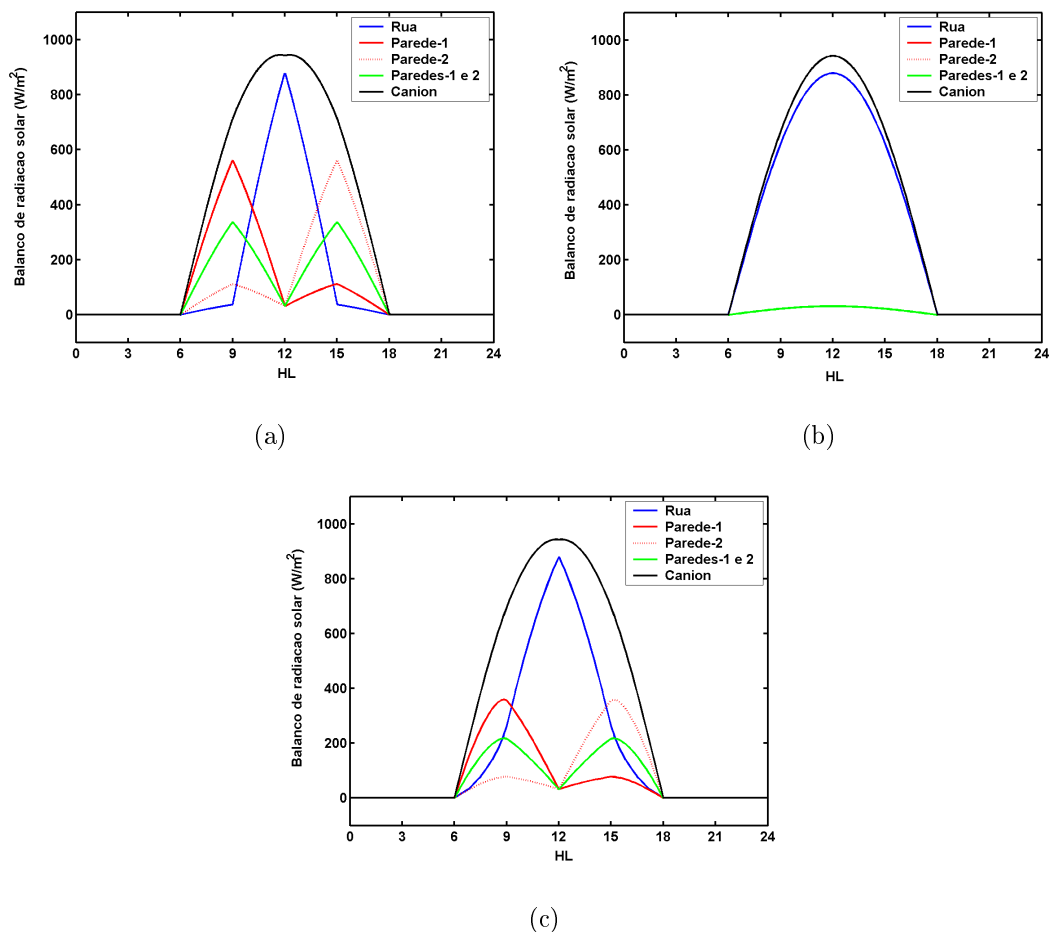 Balanco de radiacao solar (W/m²)
1000
800
600
400
200
0
Rua
Parede-1
Parede-2
Paredes-1 e 2
Canion
0 3 6 9 12 15 18 21 24
HL
(a)
Balanco de radiacao solar (W/m²)
1000
800
600
400
200
0
Rua
Parede-1
Parede-2
Paredes-1 e 2
Canion
0 3 6 9 12 15 18 21 24
HL
(b)
Balanco de radiacao solar (W/m²)
1000
800
600
400
200
0
Rua
Parede-1
Parede-2
Paredes-1 e 2
Canion
0 3 6 9 12 15 18 21 24
HL
(c)